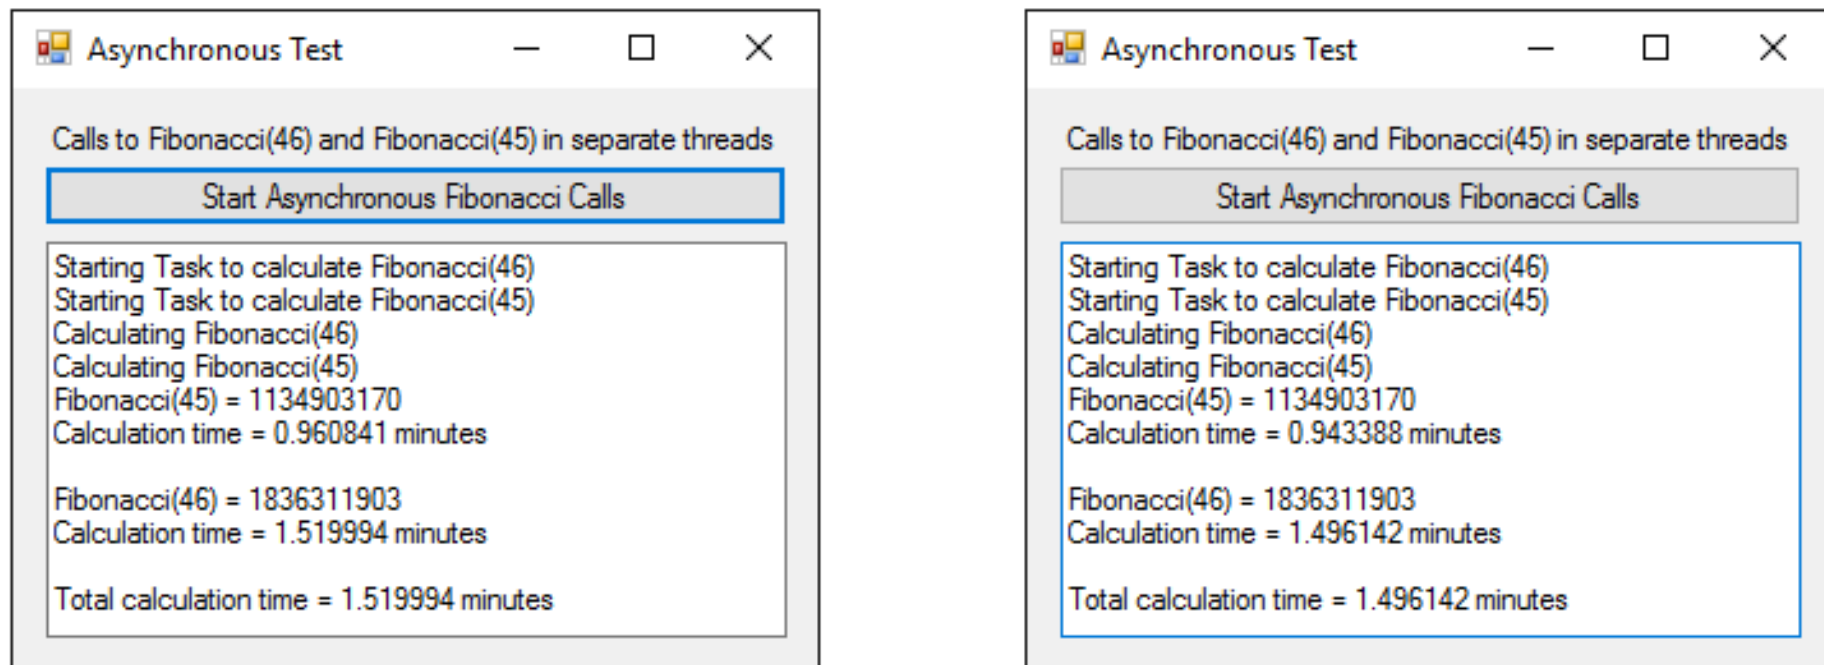 Asynchronous Test
Calls to Fibonacci(46) and Fibonacci(45) in separate threads
Start Asynchronous Fibonacci Calls
Starting Task to calculate Fibonacci(46)
Starting Task to calculate Fibonacci(45)
Calculating Fibonacci(46)
Calculating Fibonacci(45)
Fibonacci(45) = 1134903170
Calculation time = 0.960841 minutes
Fibonacci(46) = 1836311903
Calculation time = 1.519994 minutes
Total calculation time = 1.519994 minutes
Asynchronous Test
Calls to Fibonacci(46) and Fibonacci(45) in separate threads
Start Asynchronous Fibonacci Calls
Starting Task to calculate Fibonacci(46)
Starting Task to calculate Fibonacci(45)
Calculating Fibonacci(46)
Calculating Fibonacci(45)
Fibonacci(45) = 1134903170
Calculation time = 0.943388 minutes
Fibonacci(46) = 1836311903
Calculation time = 1.496142 minutes
Total calculation time = 1.496142 minutes